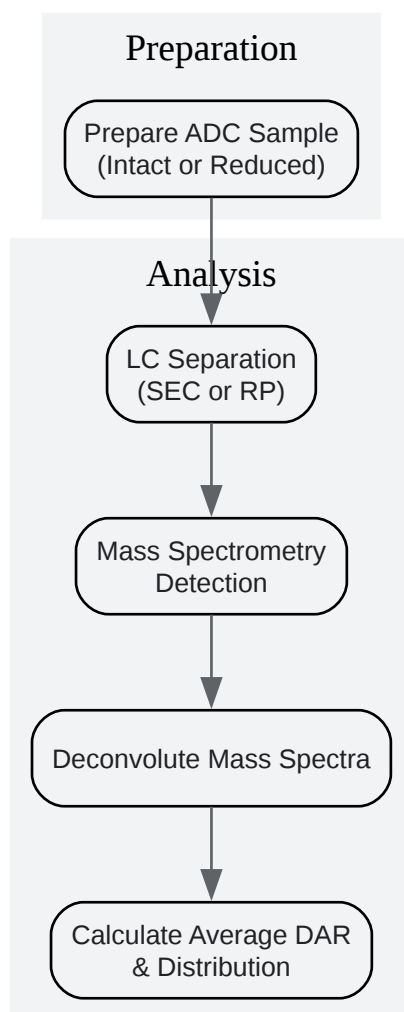 Preparation
Prepare ADC Sample
(Intact or Reduced)
Analysis
LC Separation
(SEC or RP)
Mass Spectrometry
Detection
Deconvolute Mass Spectra
Calculate Average DAR
& Distribution